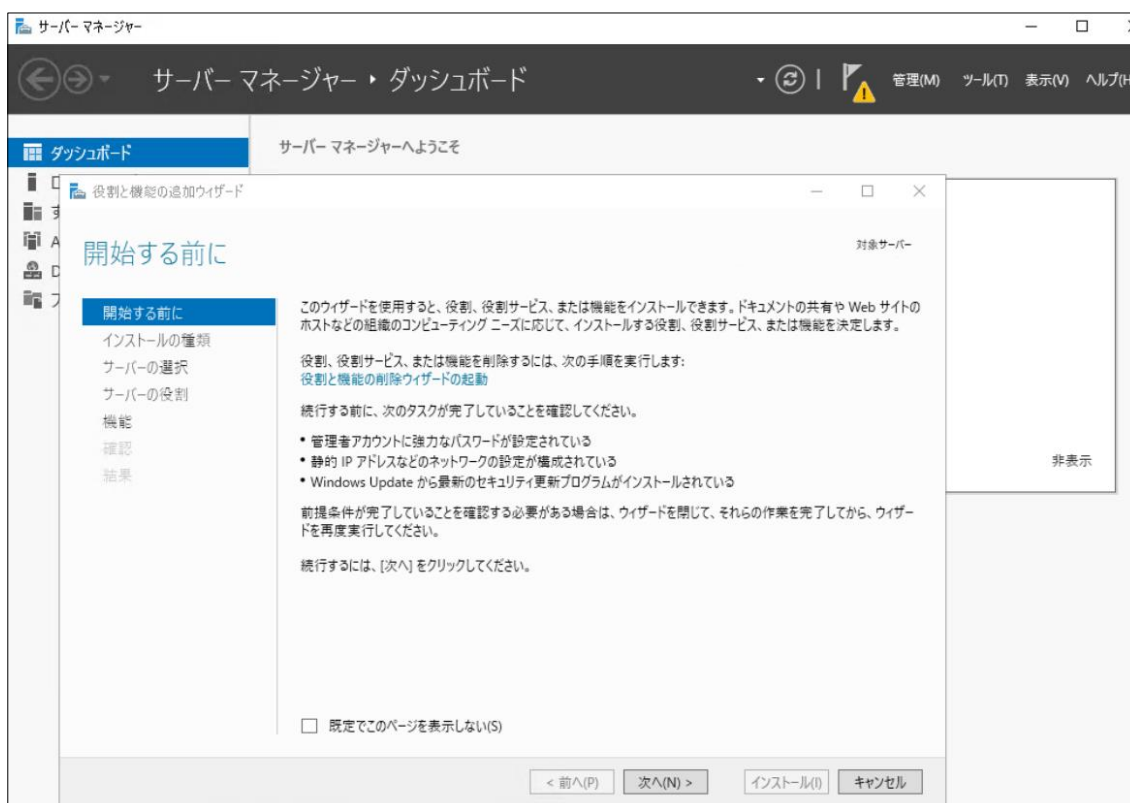 サーバー マネージャー
サーバー マネージャー ・ ダッシュボード
管理(M) ツール(T) 表示(V) ヘルプ(H
ダッシュボード
サーバー マネージャーへようこそ
役割と機能の追加ウィザード
開始する前に
対象サーバー
開始する前に
インストールの種類
サーバーの選択
サーバーの役割
機能
確認
結果
このウィザードを使用すると、役割、役割サービス、または機能をインストールできます。ドキュメントの共有や Web サイトの
ホストなどの組織のコンピューティング ニーズに応じて、インストールする役割、役割サービス、または機能を決定します。
役割、役割サービス、または機能を削除するには、次の手順を実行します:
役割と機能の削除ウィザードの起動
続行する前に、次のタスクが完了していることを確認してください。
• 管理者アカウントに強力なパスワードが設定されている
• 静的 IP アドレスなどのネットワークの設定が構成されている
• Windows Update から最新のセキュリティ更新プログラムがインストールされている
前提条件が完了していることを確認する必要がある場合は、ウィザードを閉じて、それらの作業を完了してから、ウィザー
ドを再度実行してください。
続行するには、[次へ] をクリックしてください。
非表示
既定でこのページを表示しない(S)
< 前へ(P) 次へ(N) > インストール(I) キャンセル